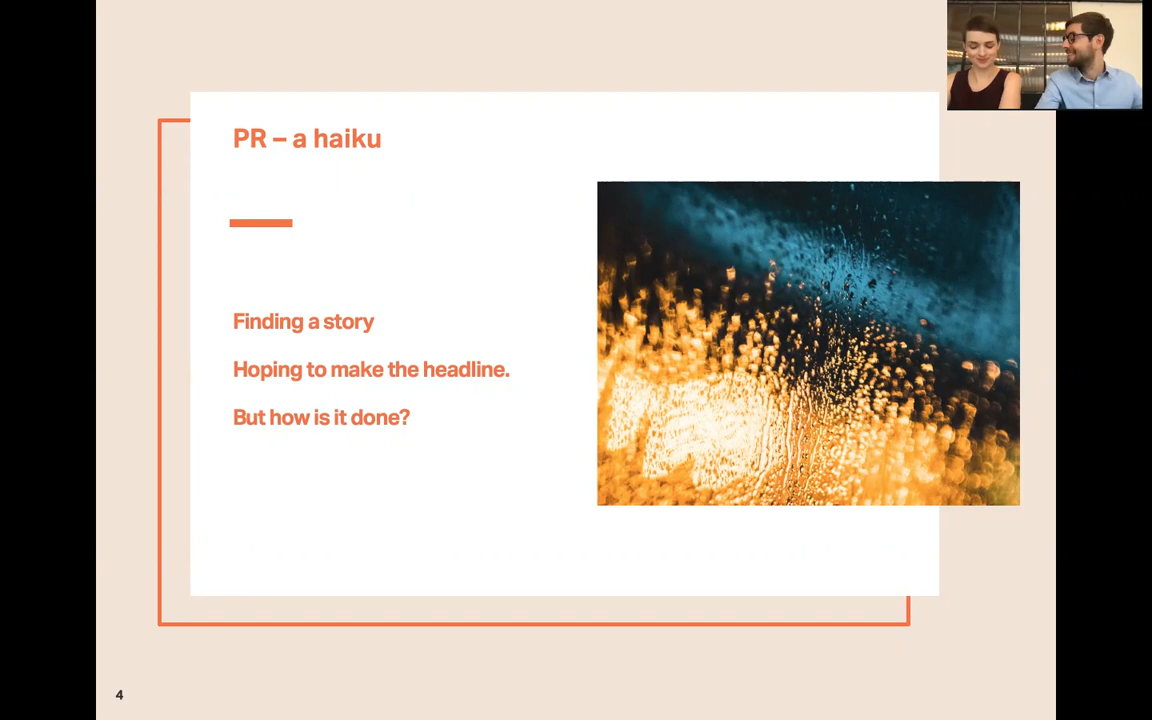 PR – a haiku
Finding a story
Hoping to make the headline.
But how is it done?
4